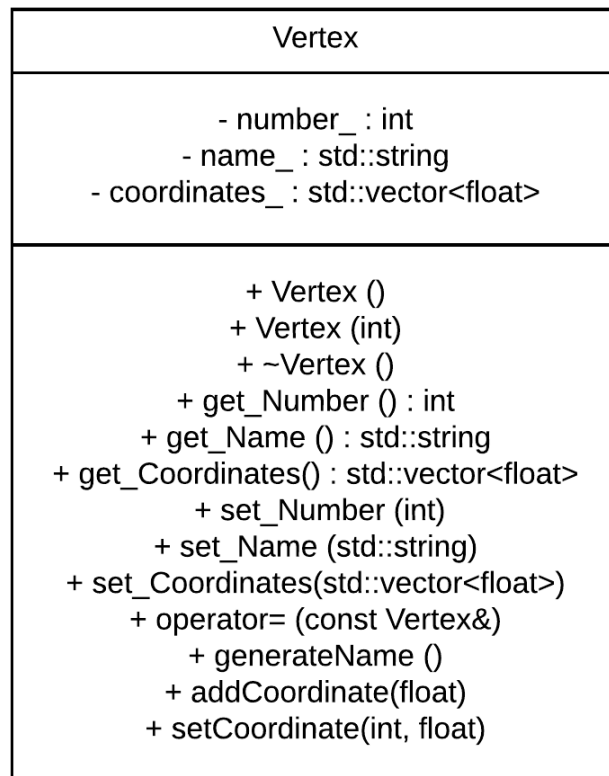 Vertex
- number_ : int
- name_ : std::string
- coordinates_ : std::vector<float>
+ Vertex ()
+ Vertex (int)
+ ~Vertex ()
+ get_Number () : int
+ get_Name () : std::string
+ get_Coordinates() : std::vector<float>
+ set_Number (int)
+ set_Name (std::string)
+ set_Coordinates(std::vector<float>)
+ operator= (const Vertex&)
+ generateName ()
+ addCoordinate(float)
+ setCoordinate(int, float)